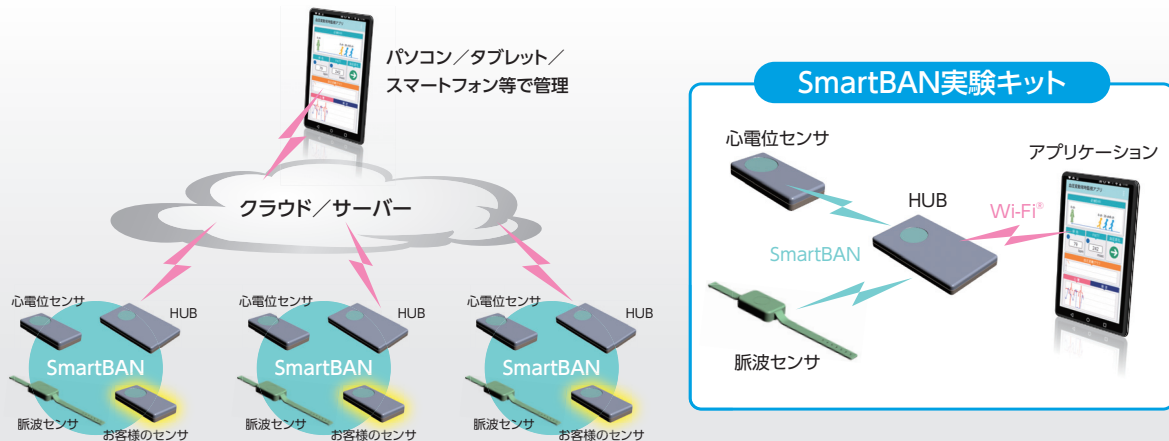 パソコン／タブレット／
スマートフォン等で管理
クラウド／サーバー
心電位センサ
HUB
SmartBAN
脈波センサ
お客様のセンサ
心電位センサ
HUB
SmartBAN
脈波センサ
お客様のセンサ
心電位センサ
HUB
SmartBAN
脈波センサ
お客様のセンサ
SmartBAN実験キット
心電位センサ
アプリケーション
HUB
Wi-Fi®
SmartBAN
脈波センサ